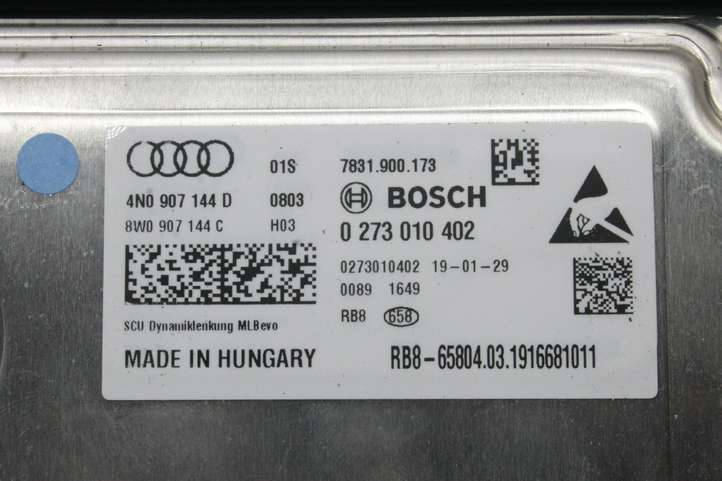 01S 7831.900.173
4N0 907 144 D 0803 BOSCH
8W0 907 144 C H03 0 273 010 402
0273010402 19-01-29
0089 1649
RB8 658
SCU Dynamiklenkung MLBevo
MADE IN HUNGARY RB8-65804.03.1916681011